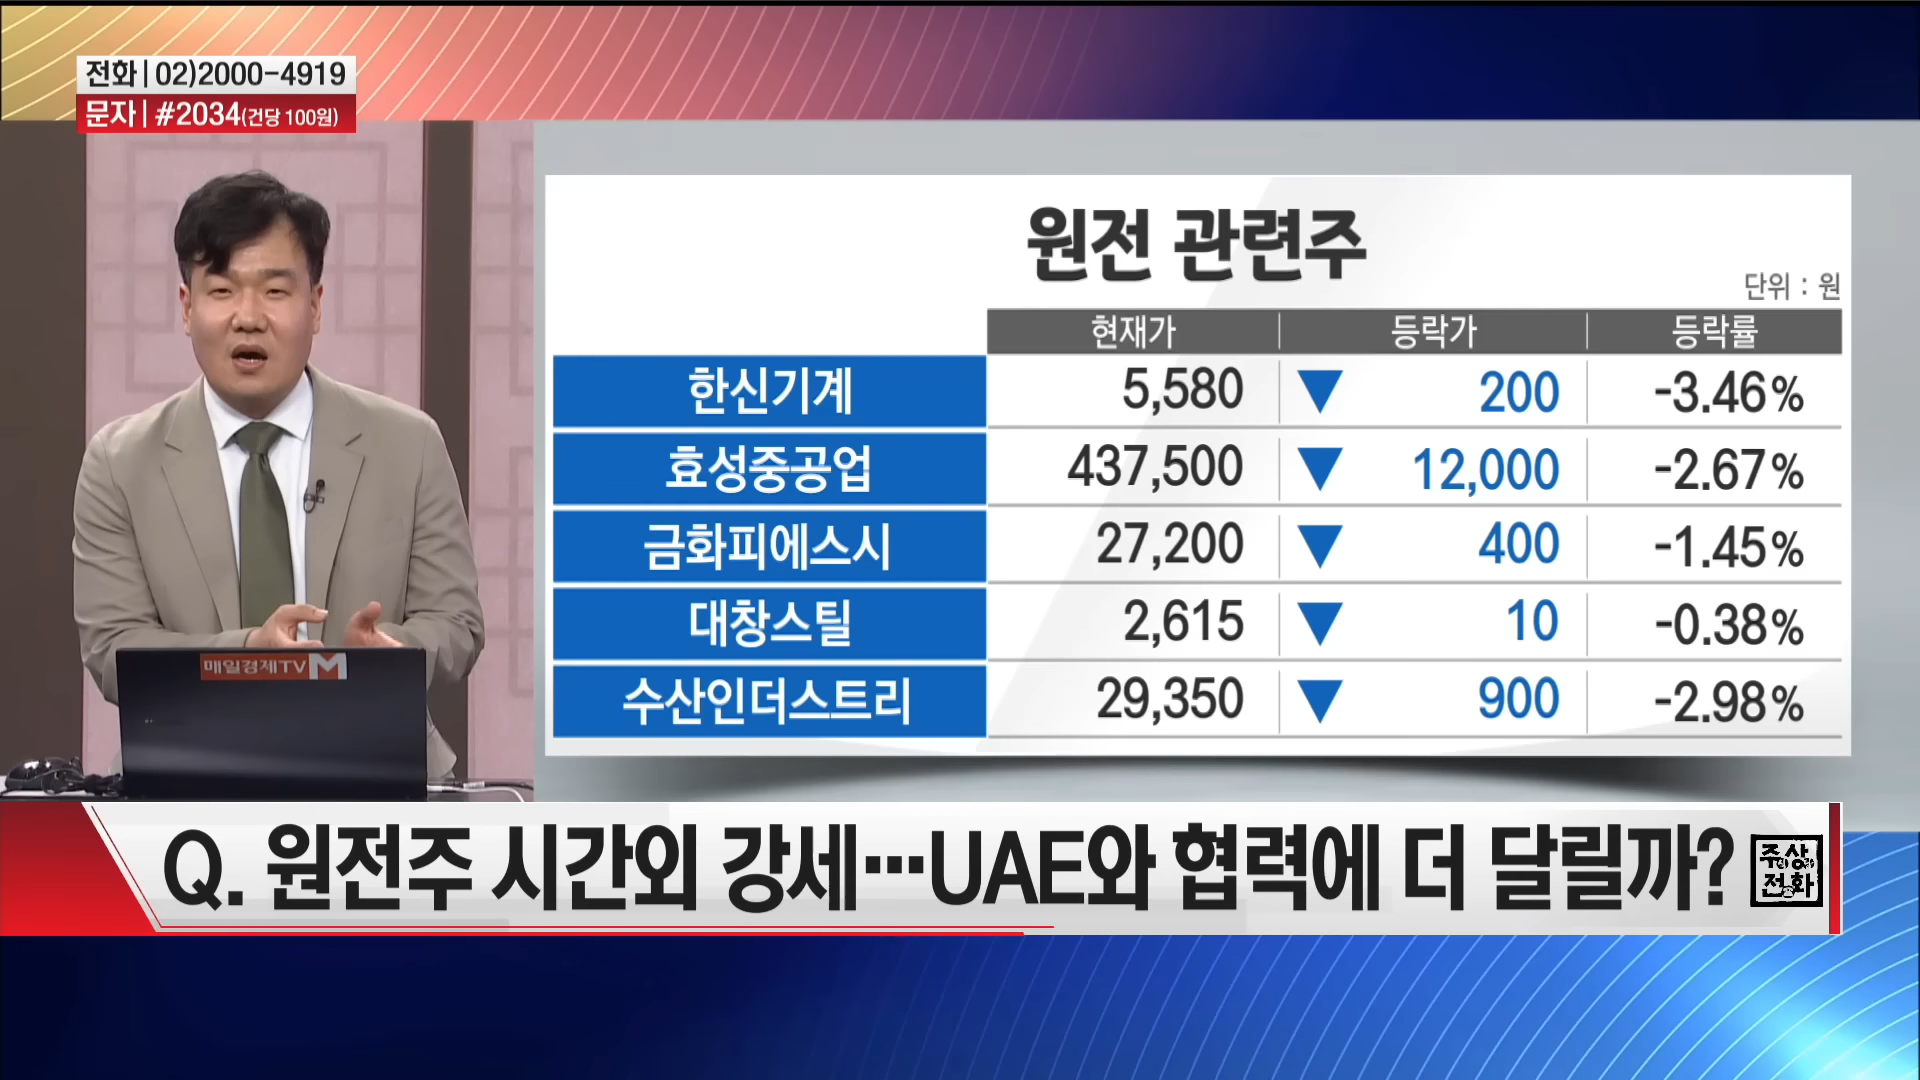 전화 | 02)2000-4919
문자 | #2034(건당 100원)
원전 관련주
단위 : 원
현재가 등락가 등락률
한신기계 5,580 ▼ 200 -3.46%
효성중공업 437,500 ▼ 12,000 -2.67%
금화피에스시 27,200 ▼ 400 -1.45%
대창스틸 2,615 ▼ 10 -0.38%
수산인더스트리 29,350 ▼ 900 -2.98%
매일경제TV M
Q. 원전주 시간외 강세…UAE와 협력에 더 달릴까?
주상
전화